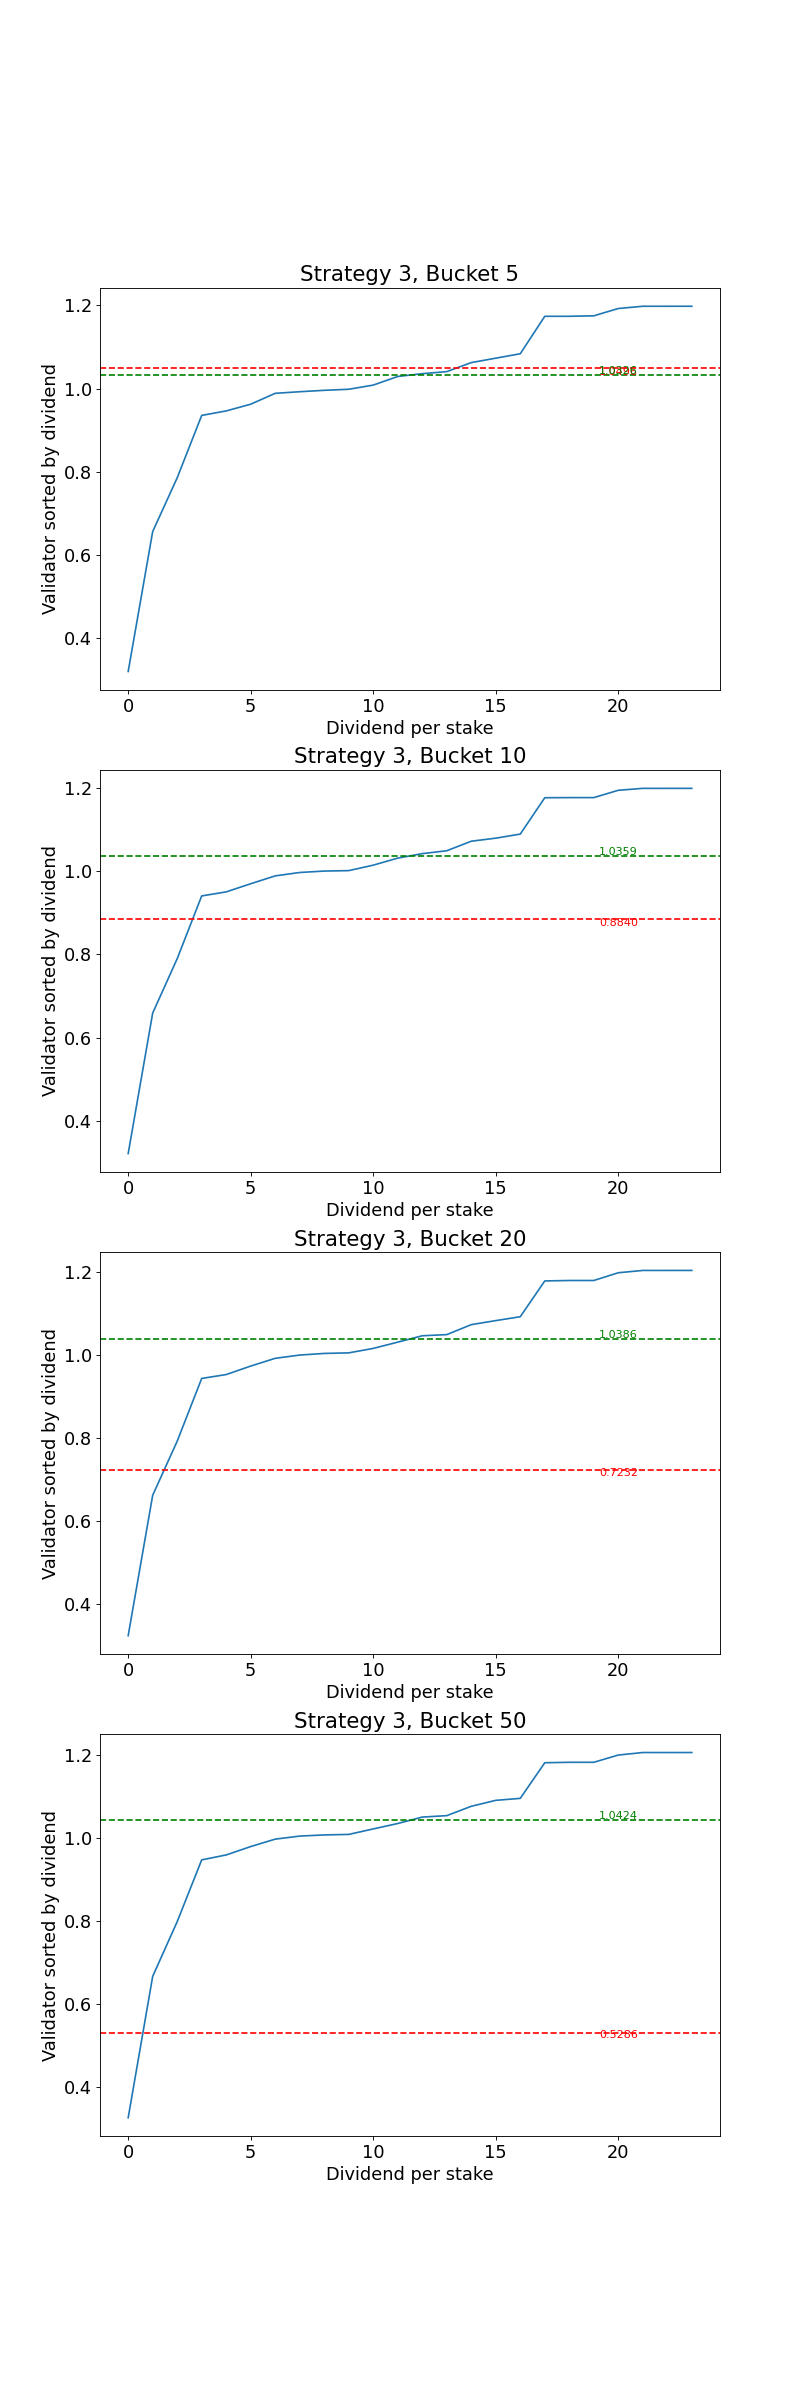 Strategy 3, Bucket 5
1.2
1.0
0.8
0.6
0.4
Validator sorted by dividend
0 5 10 15 20
Dividend per stake
Strategy 3, Bucket 10
1.2
1.0
0.8
0.6
0.4
Validator sorted by dividend
1.0359
0.8840
0 5 10 15 20
Dividend per stake
Strategy 3, Bucket 20
1.2
1.0
0.8
0.6
0.4
Validator sorted by dividend
1.0386
0.7232
0 5 10 15 20
Dividend per stake
Strategy 3, Bucket 50
1.2
1.0
0.8
0.6
0.4
Validator sorted by dividend
1.0424
0.5286
0 5 10 15 20
Dividend per stake